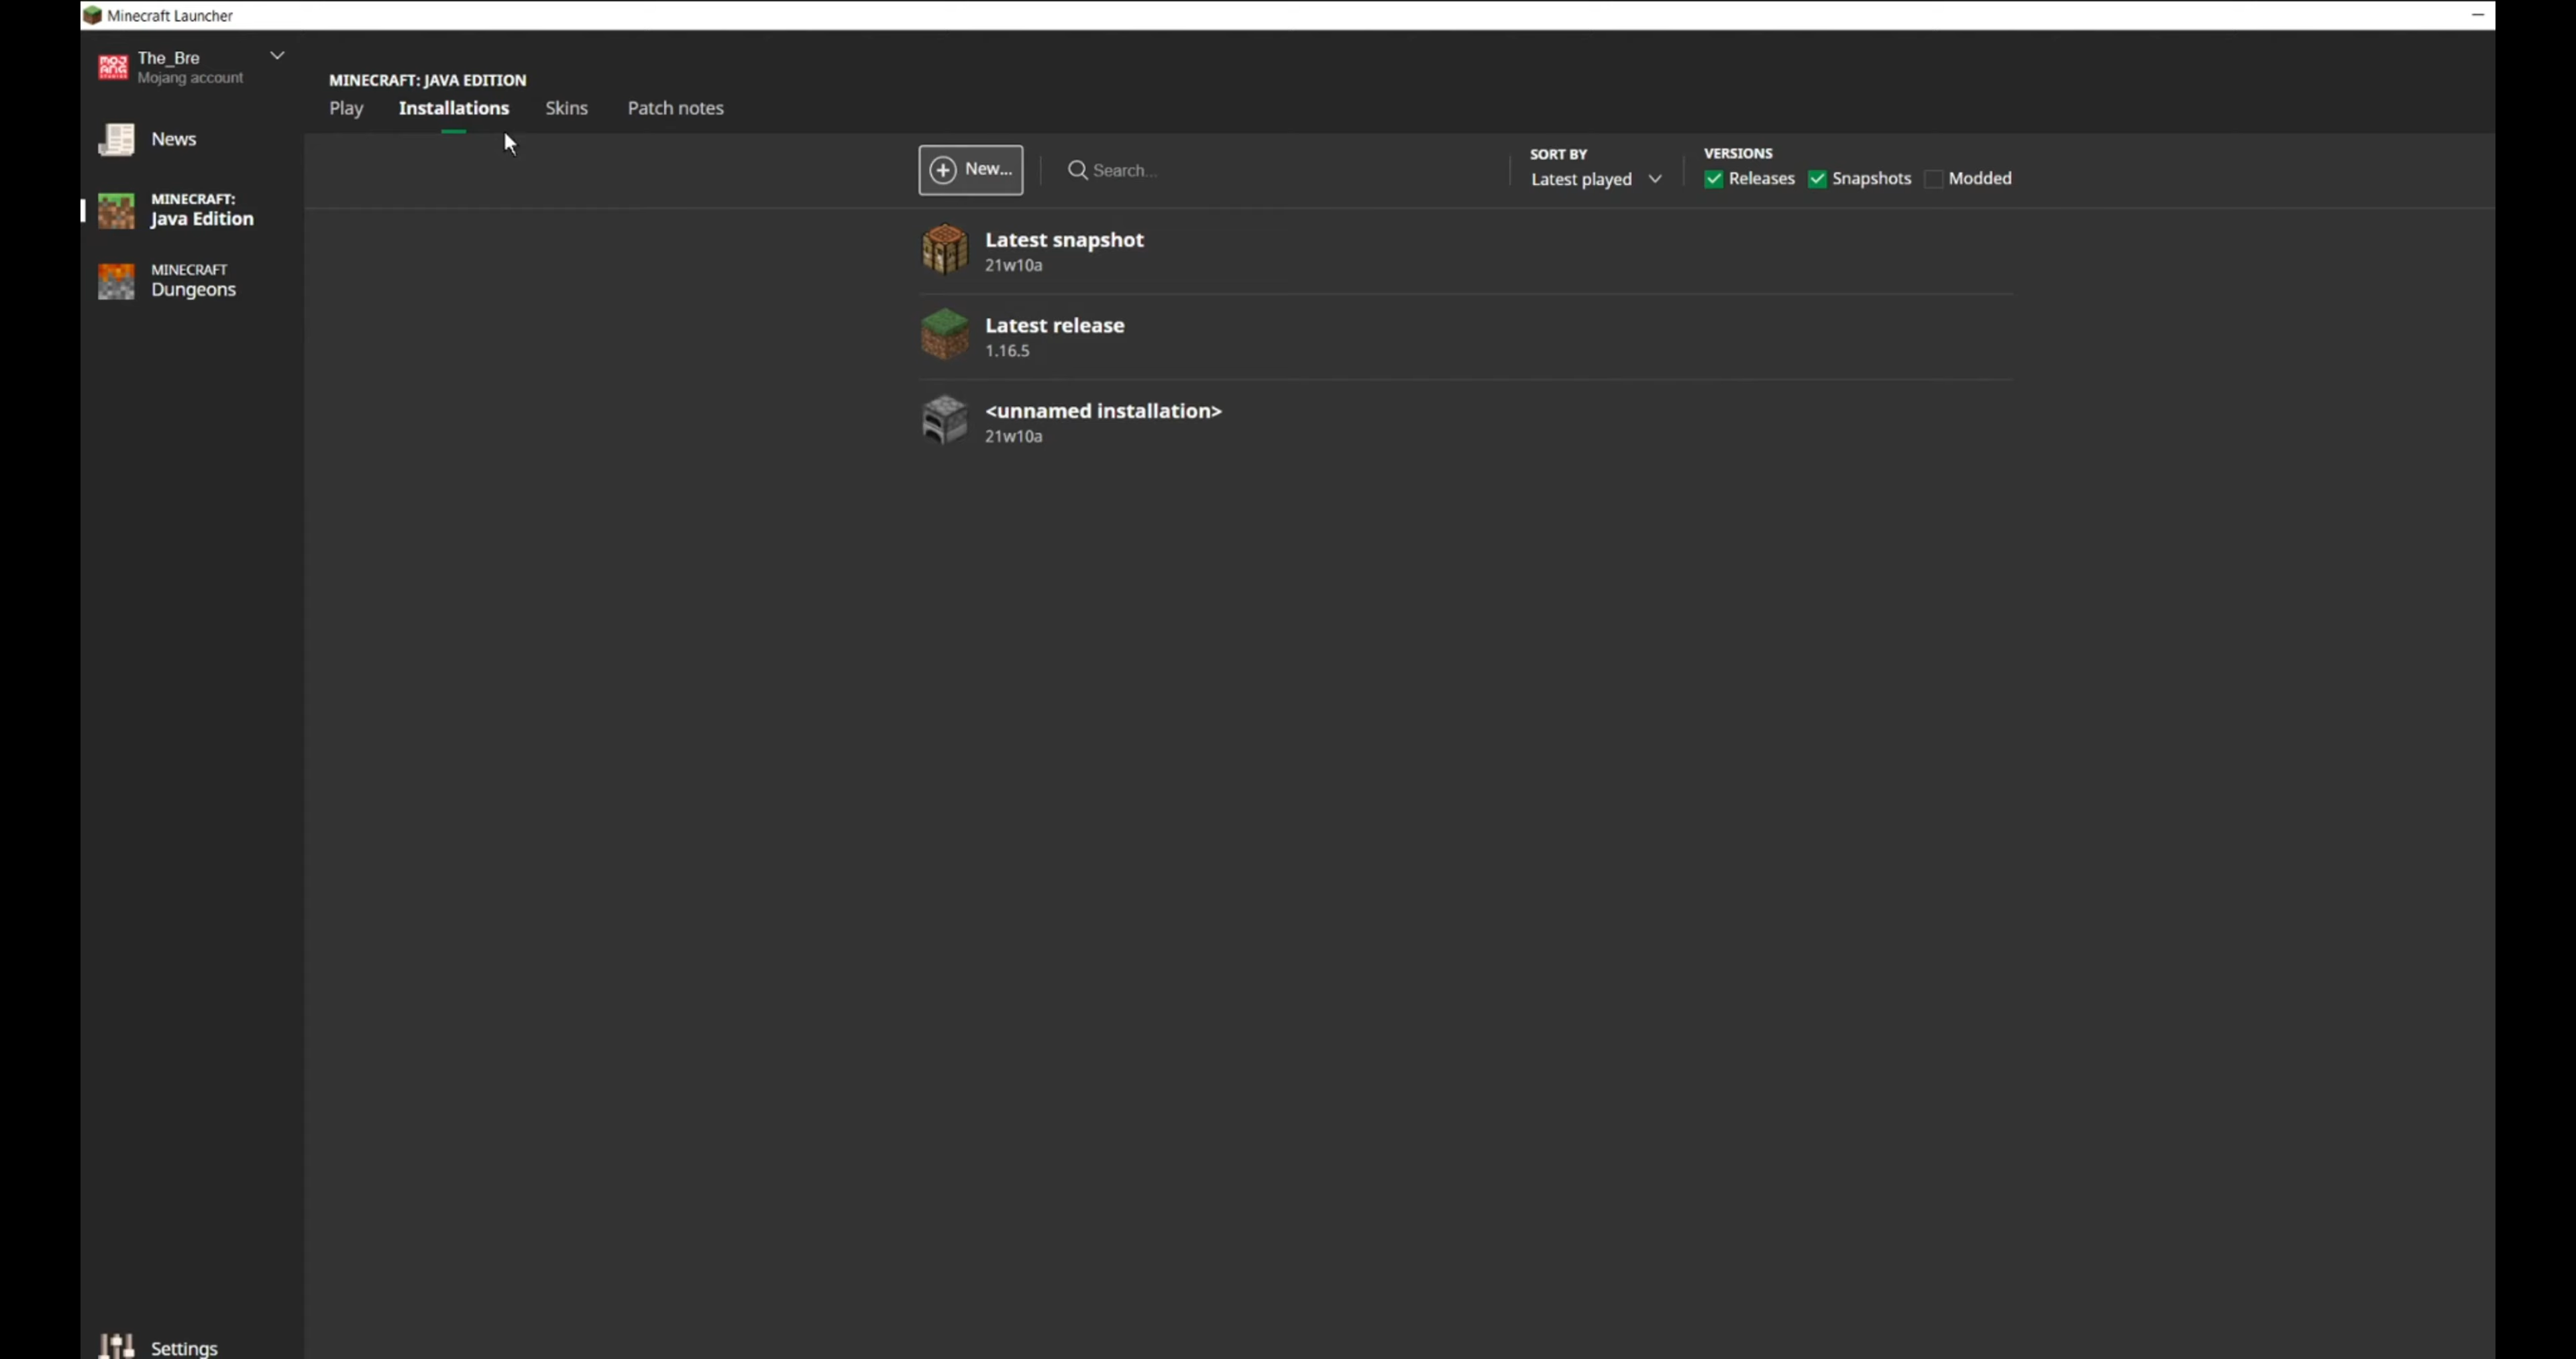 Minecraft Launcher
The_Bre
Mojang account
News
MINECRAFT:
Java Edition
MINECRAFT
Dungeons
Settings
MINECRAFT: JAVA EDITION
Play Installations Skins Patch notes
New... Search...
SORT BY
Latest played
VERSIONS
Releases Snapshots Modded
Latest snapshot
21w10a
Latest release
1.16.5
<unnamed installation>
21w10a